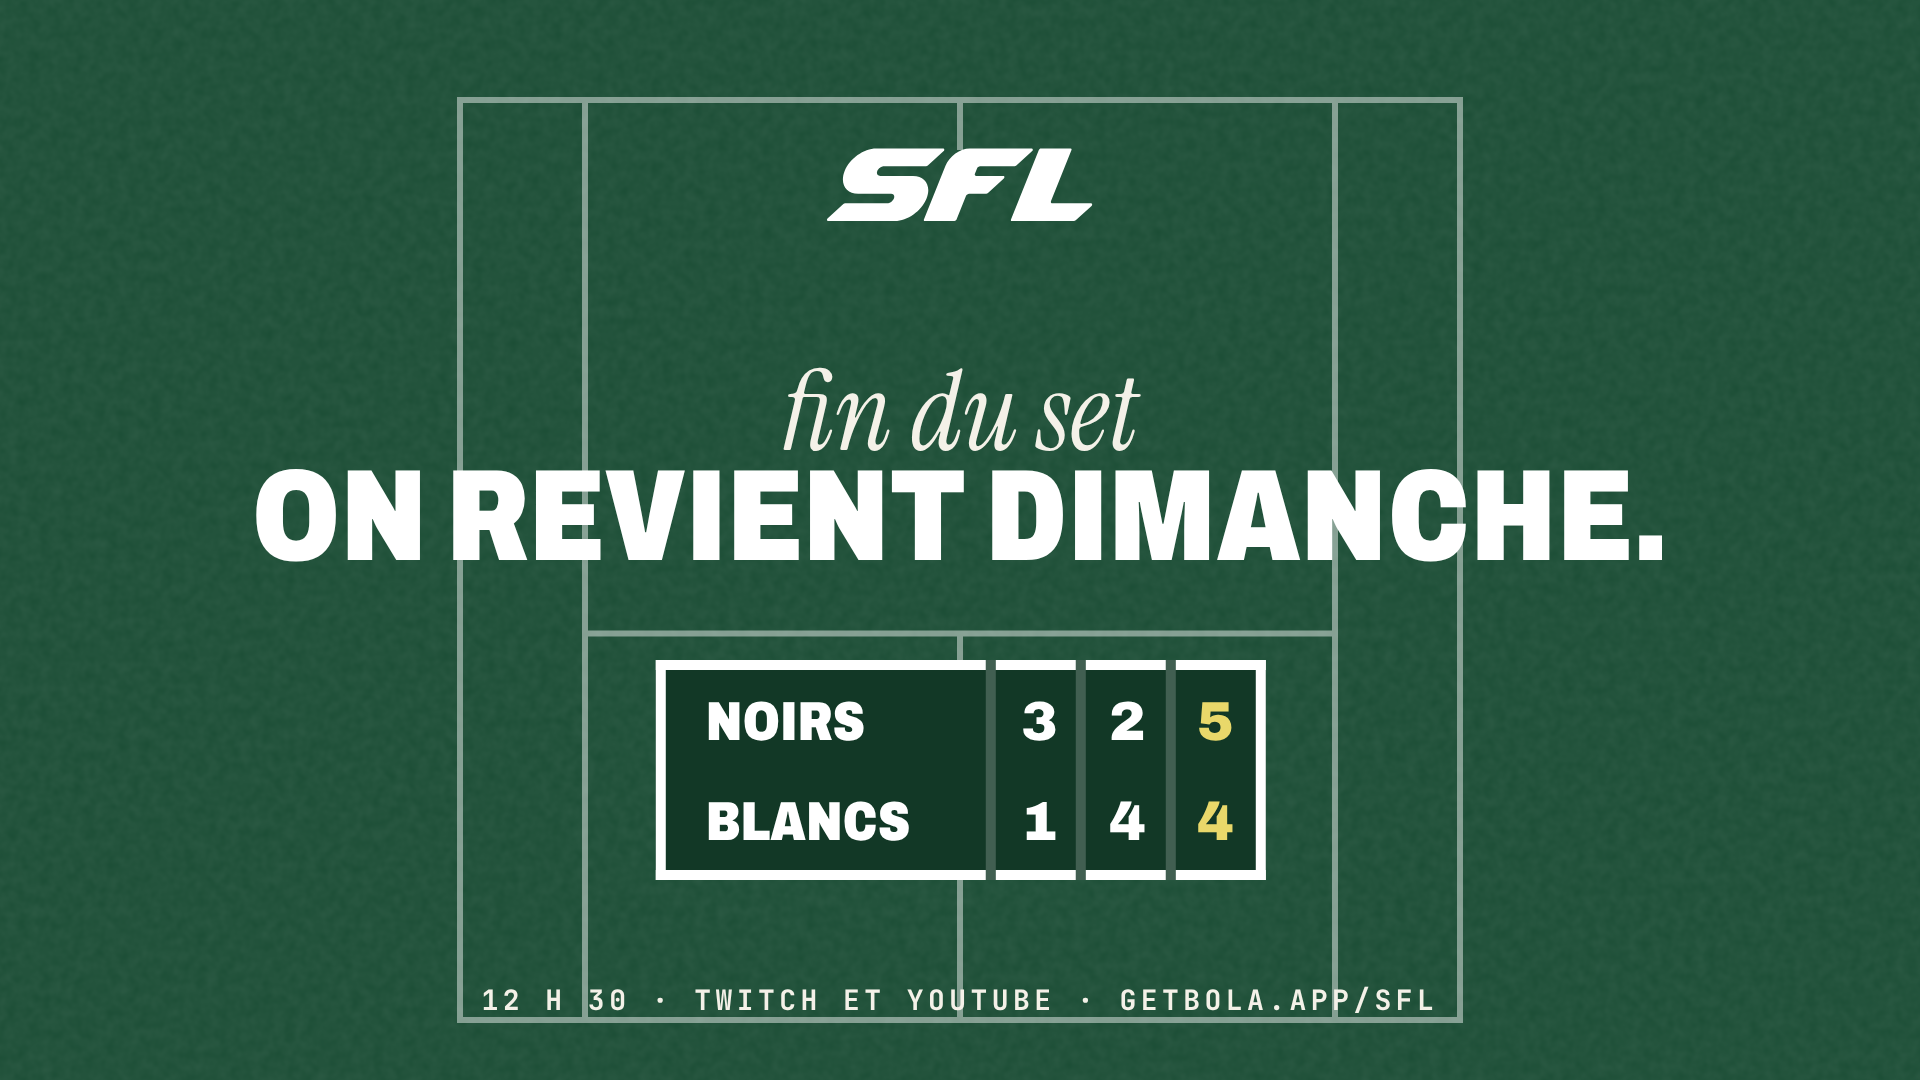 SFL
fin du set
ON REVIENT DIMANCHE.
NOIRS 3 2 5
BLANCS 1 4 4
12 H 30 · TWITCH ET YOUTUBE · GETBOLA.APP/SFL